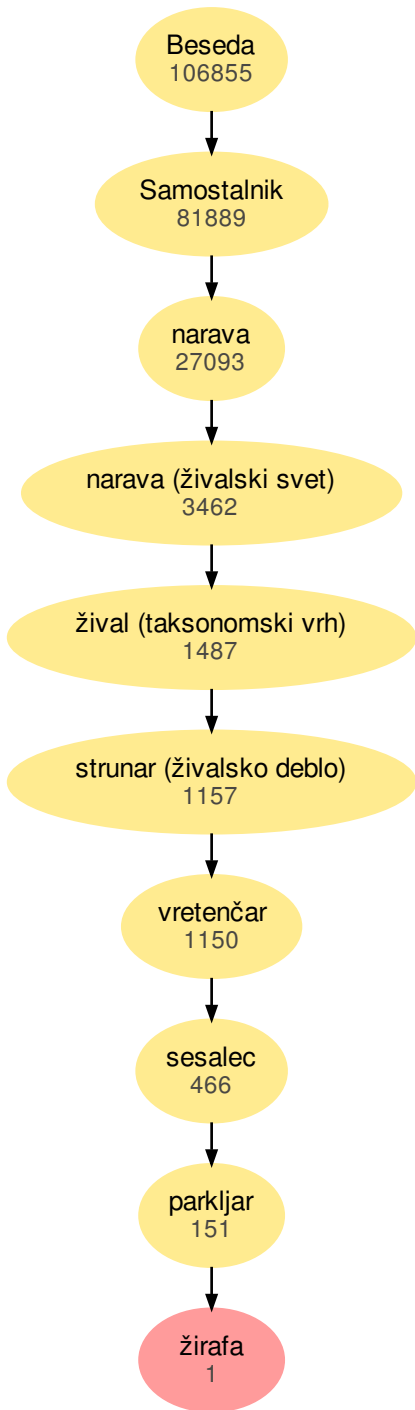 Beseda
106855
Samostalnik
81889
narava
27093
narava (živalski svet)
3462
žival (taksonomski vrh)
1487
strunar (živalsko deblo)
1157
vretenčar
1150
sesalec
466
parkljar
151
žirafa
1